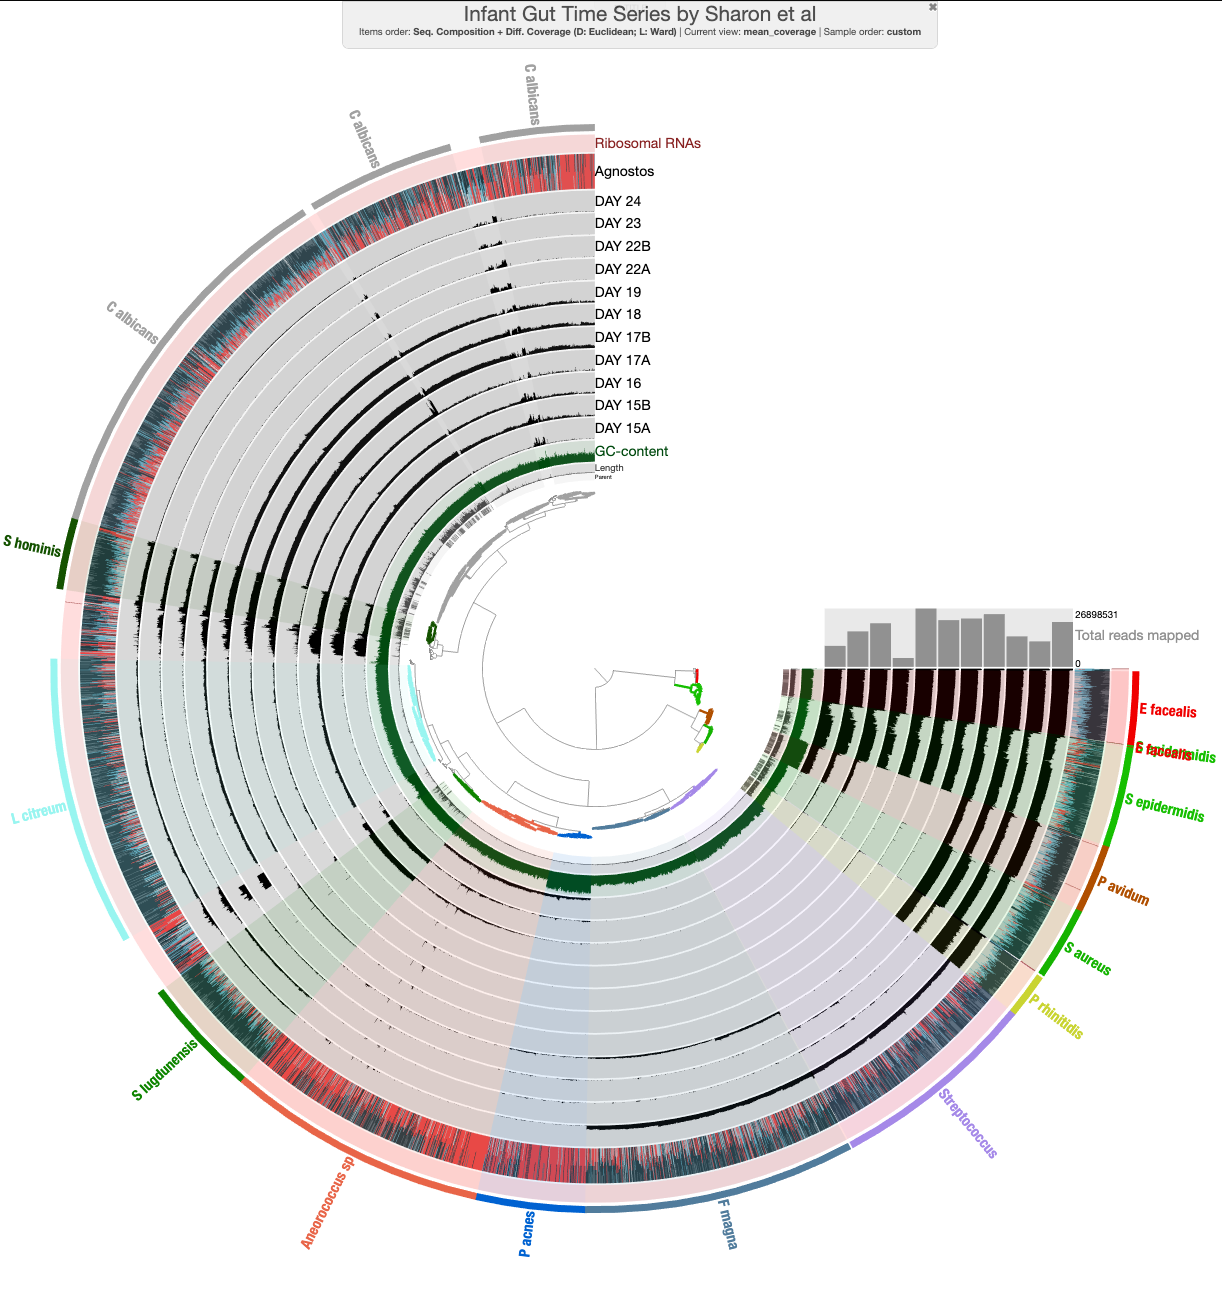 Infant Gut Time Series by Sharon et al
Items order: Seq. Composition + Diff. Coverage (D: Euclidean; L: Ward) | Current view: mean_coverage | Sample order: custom
C albicans
C albicans
C albicans
Ribosomal RNAs
Agnostos
DAY 24
DAY 23
DAY 22B
DAY 22A
DAY 19
DAY 18
DAY 17B
DAY 17A
DAY 16
DAY 15B
DAY 15A
GC-content
Length
Parent
S hominis
26898531
Total reads mapped
0
E facealis
S epidermidis
E facealis
S epidermidis
P avidum
S aureus
P rhinitidis
Streptococcus
F magna
P acnes
Aneorococcus sp
S lugdunensis
L citreum